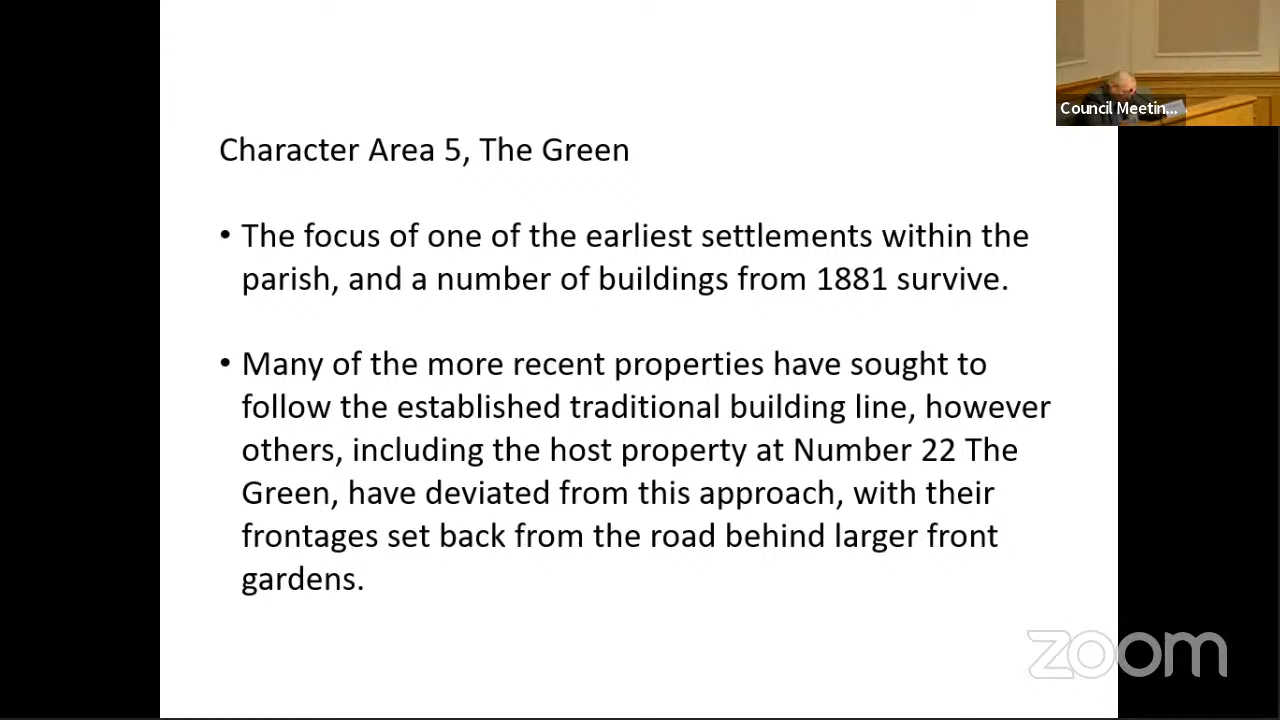 Council Meetin...
Character Area 5, The Green
• The focus of one of the earliest settlements within the
parish, and a number of buildings from 1881 survive.
• Many of the more recent properties have sought to
follow the established traditional building line, however
others, including the host property at Number 22 The
Green, have deviated from this approach, with their
frontages set back from the road behind larger front
gardens.
zoom